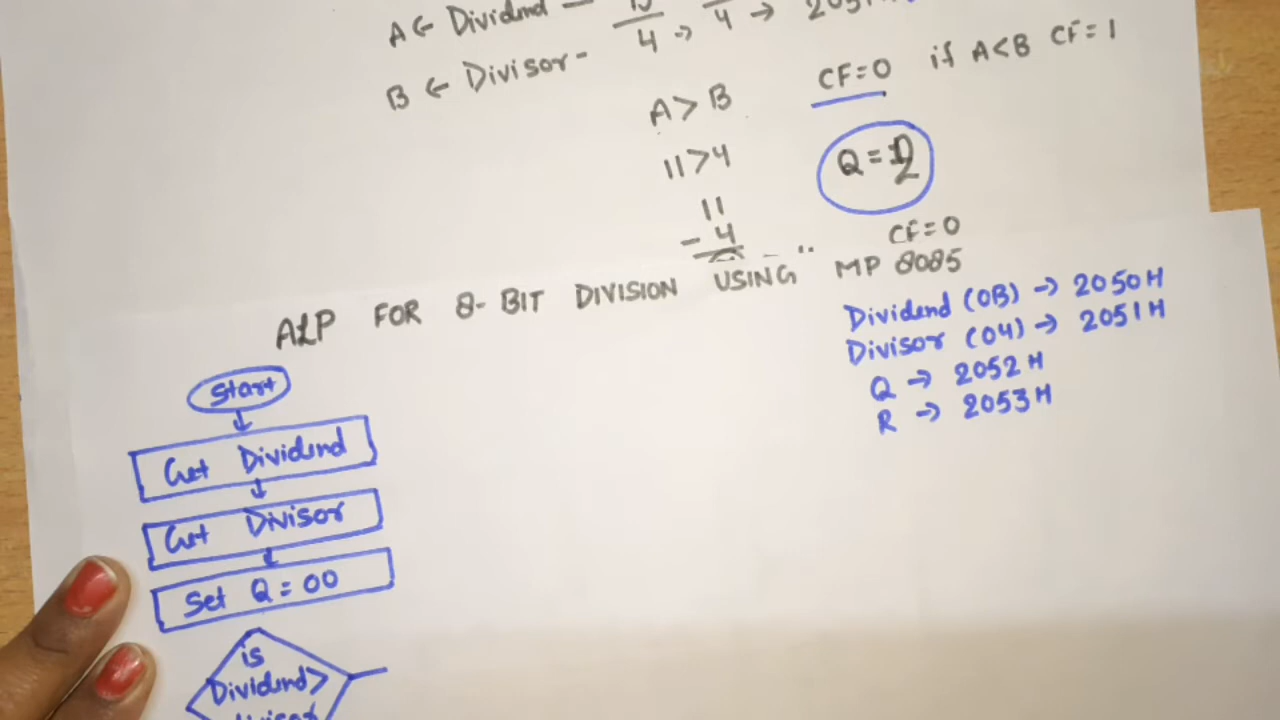 A ← Dividend —
B ← Divisor - 4 → 4 →
A > B CF=0 if A<B CF=1
11>4 Q =
11
- 4 CF=0
ALP FOR 8-BIT DIVISION USING MP 8085
Dividend (0B) → 2050H
Divisor (04) → 2051H
Q → 2052H
R → 2053H
Start
Get Dividend
Get Divisor
Set Q = 00
is
Dividend>
divisor